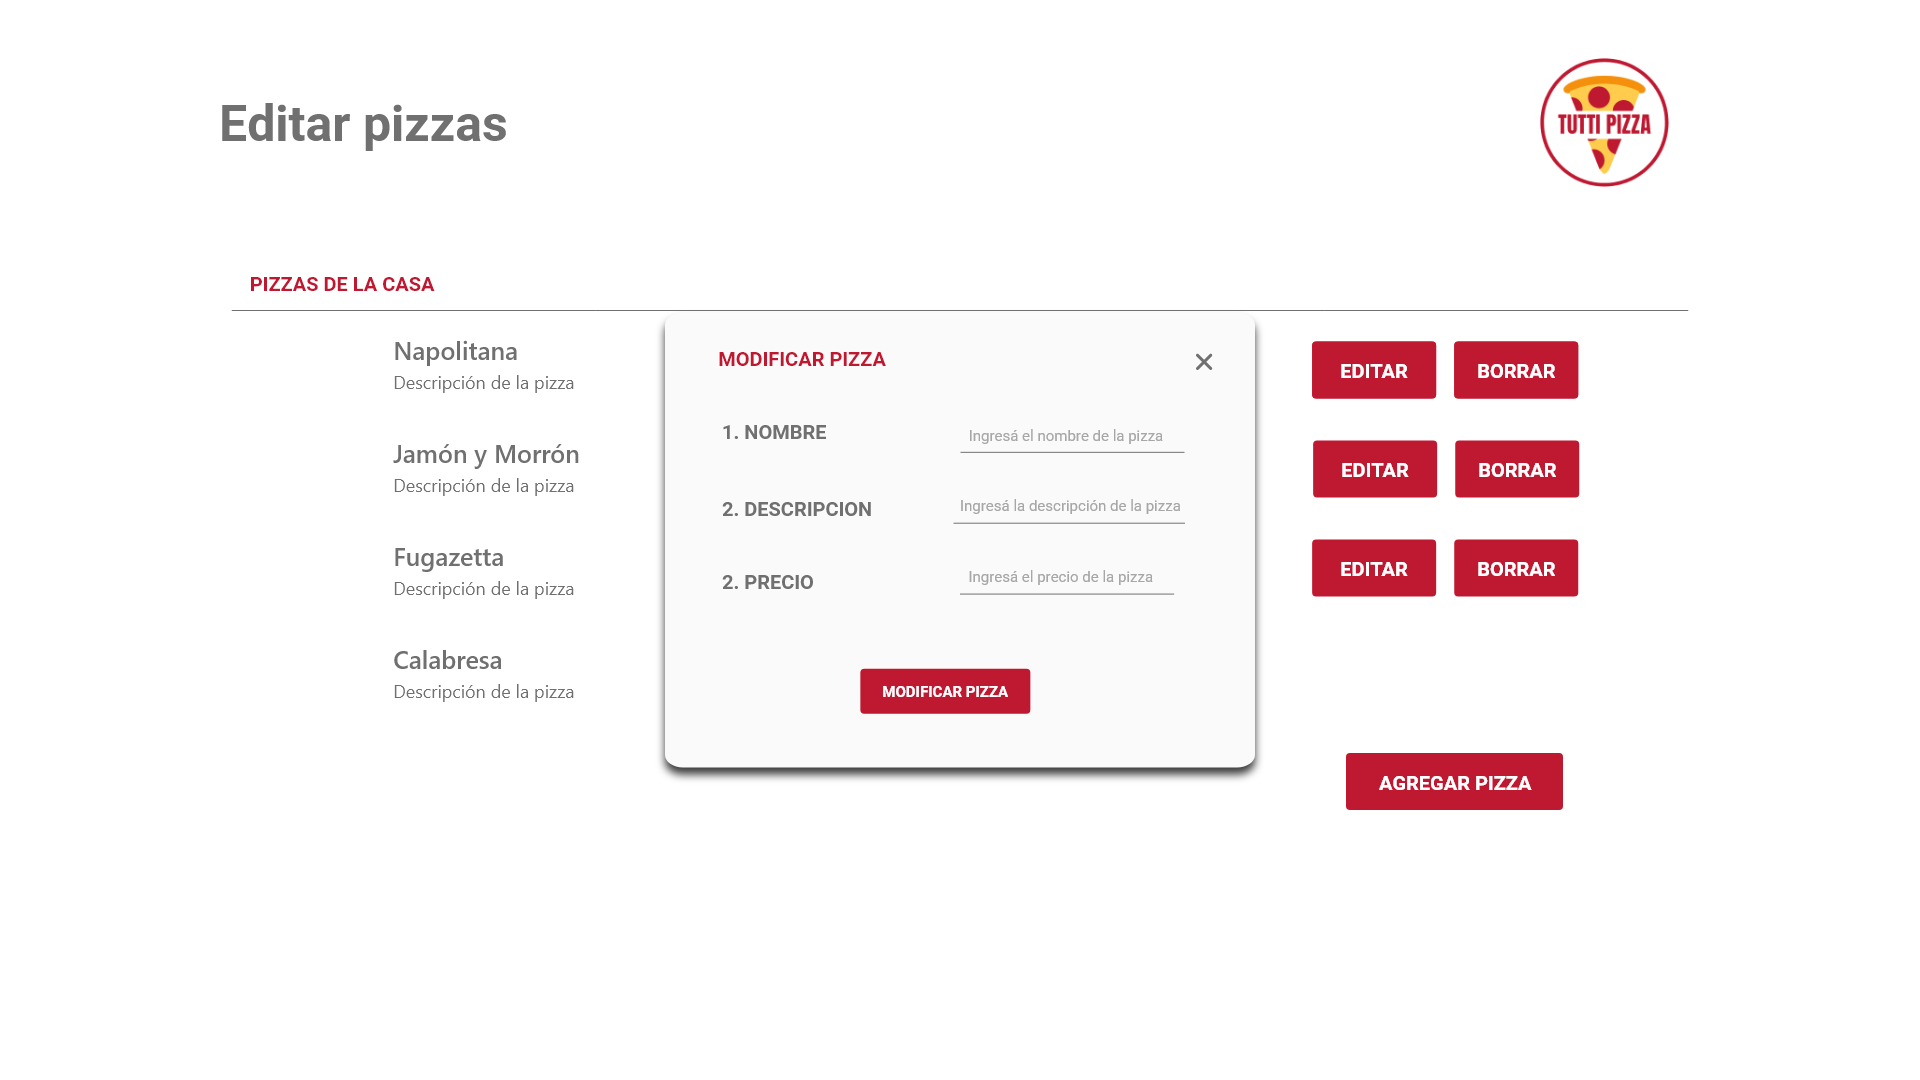 Editar pizzas
TUTTI PIZZA
PIZZAS DE LA CASA
Napolitana
Descripción de la pizza
Jamón y Morrón
Descripción de la pizza
Fugazetta
Descripción de la pizza
Calabresa
Descripción de la pizza
MODIFICAR PIZZA
1. NOMBRE
Ingresá el nombre de la pizza
2. DESCRIPCION
Ingresá la descripción de la pizza
2. PRECIO
Ingresá el precio de la pizza
MODIFICAR PIZZA
EDITAR BORRAR
EDITAR BORRAR
EDITAR BORRAR
AGREGAR PIZZA